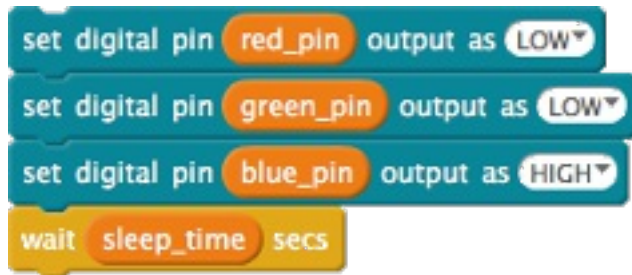 set digital pin red_pin output as LOW
set digital pin green_pin output as LOW
set digital pin blue_pin output as HIGH
wait sleep_time secs